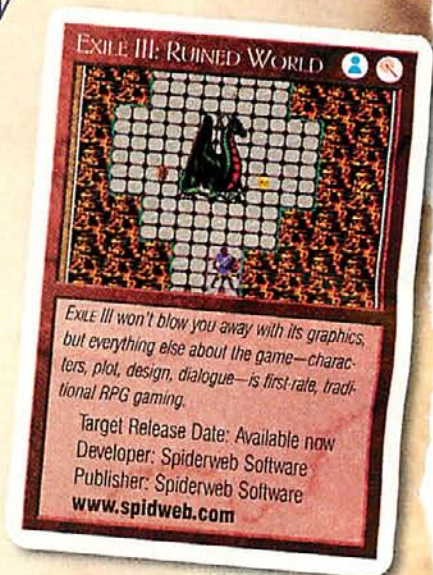 EXILE III: RUINED WORLD
EXILE III won't blow you away with its graphics,
but everything else about the game—charac-
ters, plot, design, dialogue—is first-rate, tradi-
tional RPG gaming.
Target Release Date: Available now
Developer: Spiderweb Software
Publisher: Spiderweb Software
www.spidweb.com